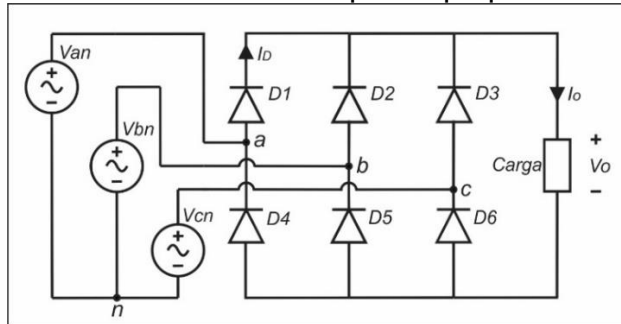 Van
+
−
Vbn
+
−
Vcn
+
−
n
ID
D1
D2
D3
a
b
c
D4
D5
D6
Io
Carga
+
Vo
−